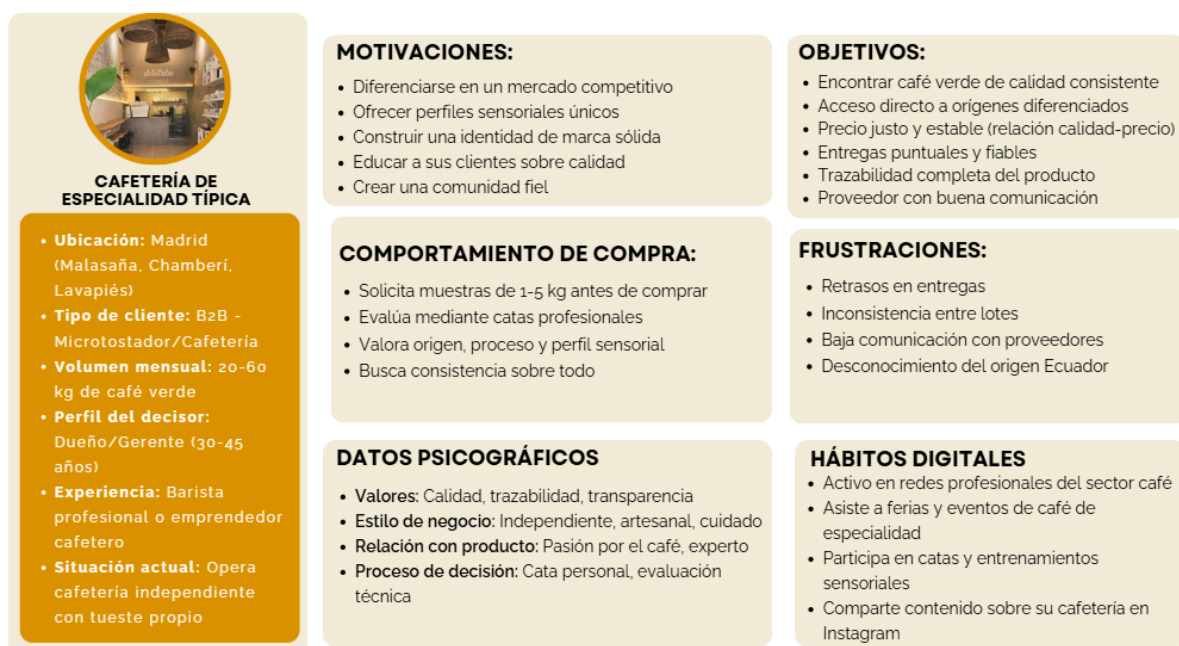 CAFETERÍA DE
ESPECIALIDAD TÍPICA
• Ubicación: Madrid
(Malasaña, Chamberí,
Lavapiés)
• Tipo de cliente: B2B -
Microtostador/Cafetería
• Volumen mensual: 20-60
kg de café verde
• Perfil del decisor:
Dueño/Gerente (30-45
años)
• Experiencia: Barista
profesional o emprendedor
cafetero
• Situación actual: Opera
cafetería independiente
con tueste propio
MOTIVACIONES:
• Diferenciarse en un mercado competitivo
• Ofrecer perfiles sensoriales únicos
• Construir una identidad de marca sólida
• Educar a sus clientes sobre calidad
• Crear una comunidad fiel
OBJETIVOS:
• Encontrar café verde de calidad consistente
• Acceso directo a orígenes diferenciados
• Precio justo y estable (relación calidad-precio)
• Entregas puntuales y fiables
• Trazabilidad completa del producto
• Proveedor con buena comunicación
COMPORTAMIENTO DE COMPRA:
• Solicita muestras de 1-5 kg antes de comprar
• Evalúa mediante catas profesionales
• Valora origen, proceso y perfil sensorial
• Busca consistencia sobre todo
FRUSTRACIONES:
• Retrasos en entregas
• Inconsistencia entre lotes
• Baja comunicación con proveedores
• Desconocimiento del origen Ecuador
DATOS PSICOGRÁFICOS
• Valores: Calidad, trazabilidad, transparencia
• Estilo de negocio: Independiente, artesanal, cuidado
• Relación con producto: Pasión por el café, experto
• Proceso de decisión: Cata personal, evaluación
técnica
HÁBITOS DIGITALES
• Activo en redes profesionales del sector café
• Asiste a ferias y eventos de café de
especialidad
• Participa en catas y entrenamientos
sensoriales
• Comparte contenido sobre su cafetería en
Instagram